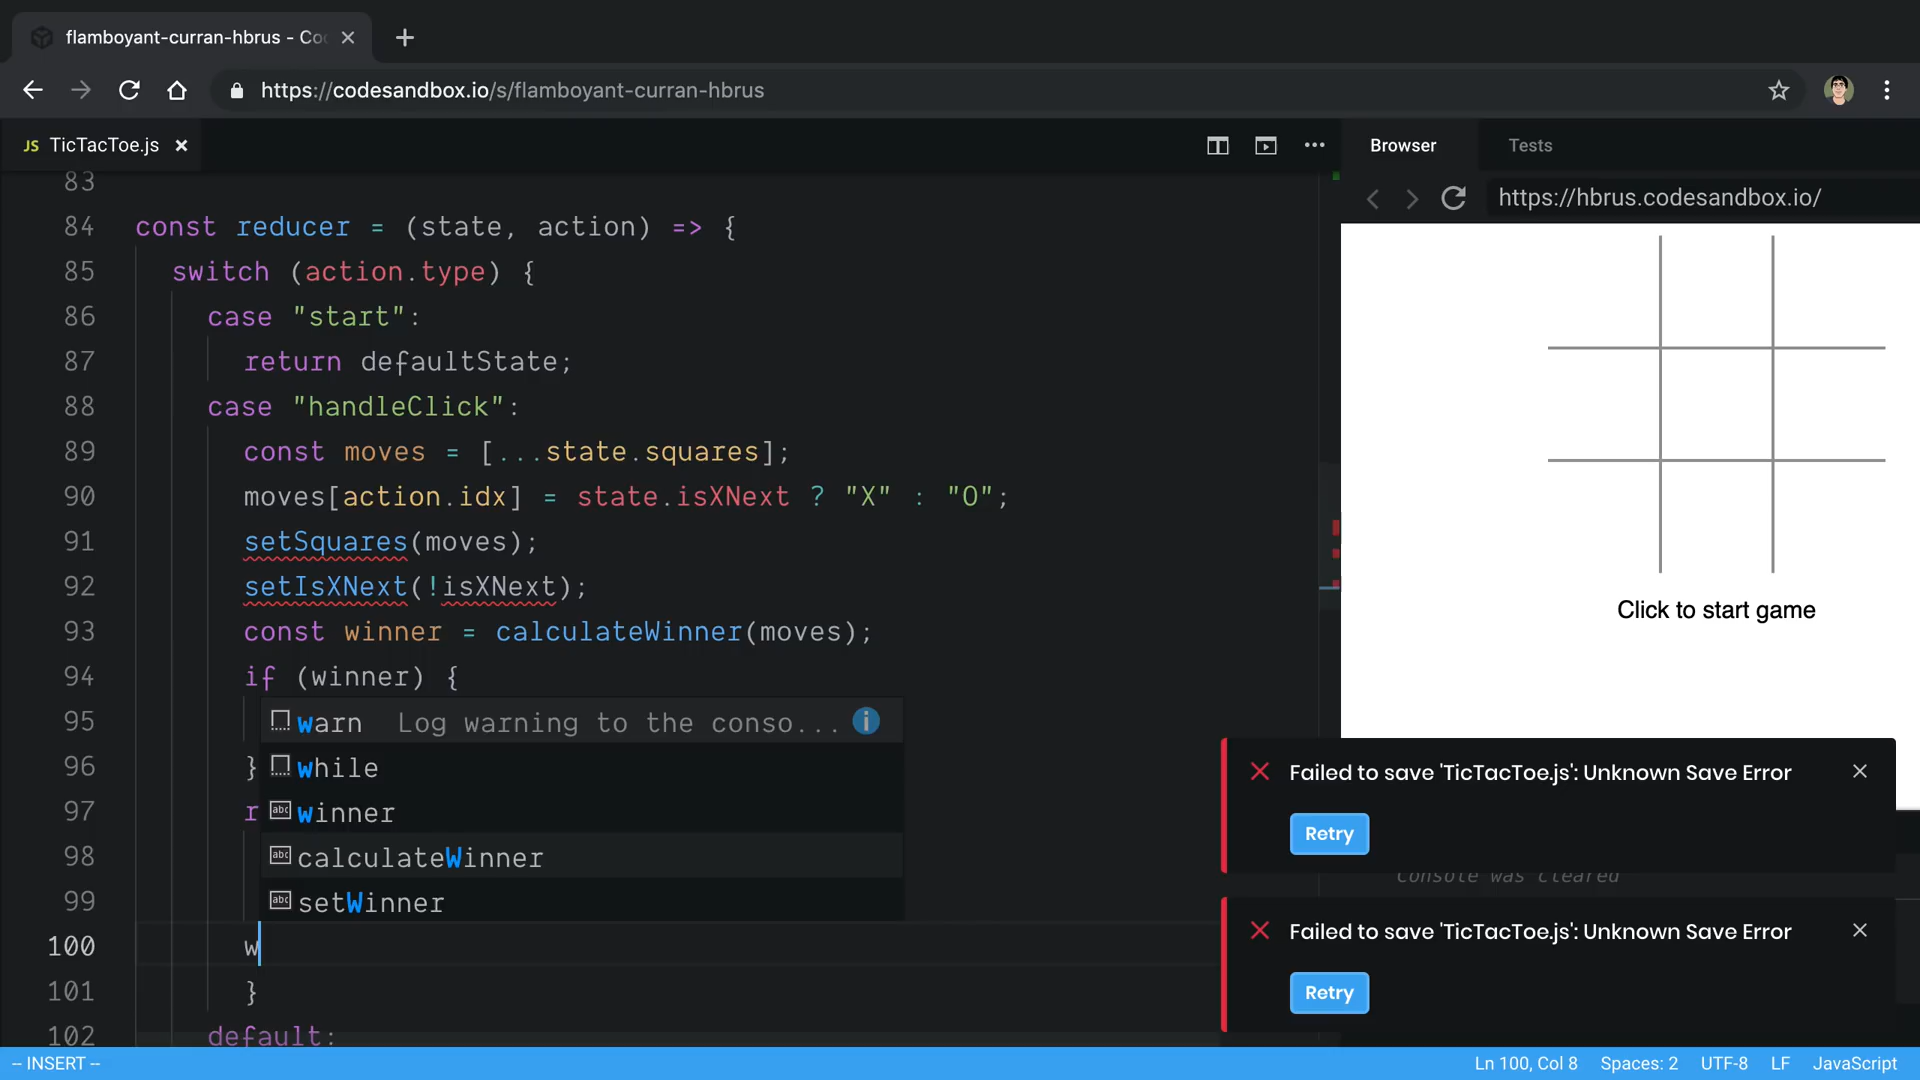 flamboyant-curran-hbrus - Co
https://codesandbox.io/s/flamboyant-curran-hbrus
JS TicTacToe.js
Browser
Tests
https://hbrus.codesandbox.io/
83
84 const reducer = (state, action) => {
85 switch (action.type) {
86 case "start":
87 return defaultState;
88 case "handleClick":
89 const moves = [...state.squares];
90 moves[action.idx] = state.isXNext ? "X" : "O";
91 setSquares(moves);
92 setIsXNext(!isXNext);
93 const winner = calculateWinner(moves);
94 if (winner) {
95 warn Log warning to the conso...
96 } while
97 r winner
98 calculateWinner
99 setWinner
100 w
101 }
102 default:
Click to start game
Failed to save 'TicTacToe.js': Unknown Save Error
Retry
Console was cleared
Failed to save 'TicTacToe.js': Unknown Save Error
Retry
-- INSERT --
Ln 100, Col 8 Spaces: 2 UTF-8 LF JavaScript